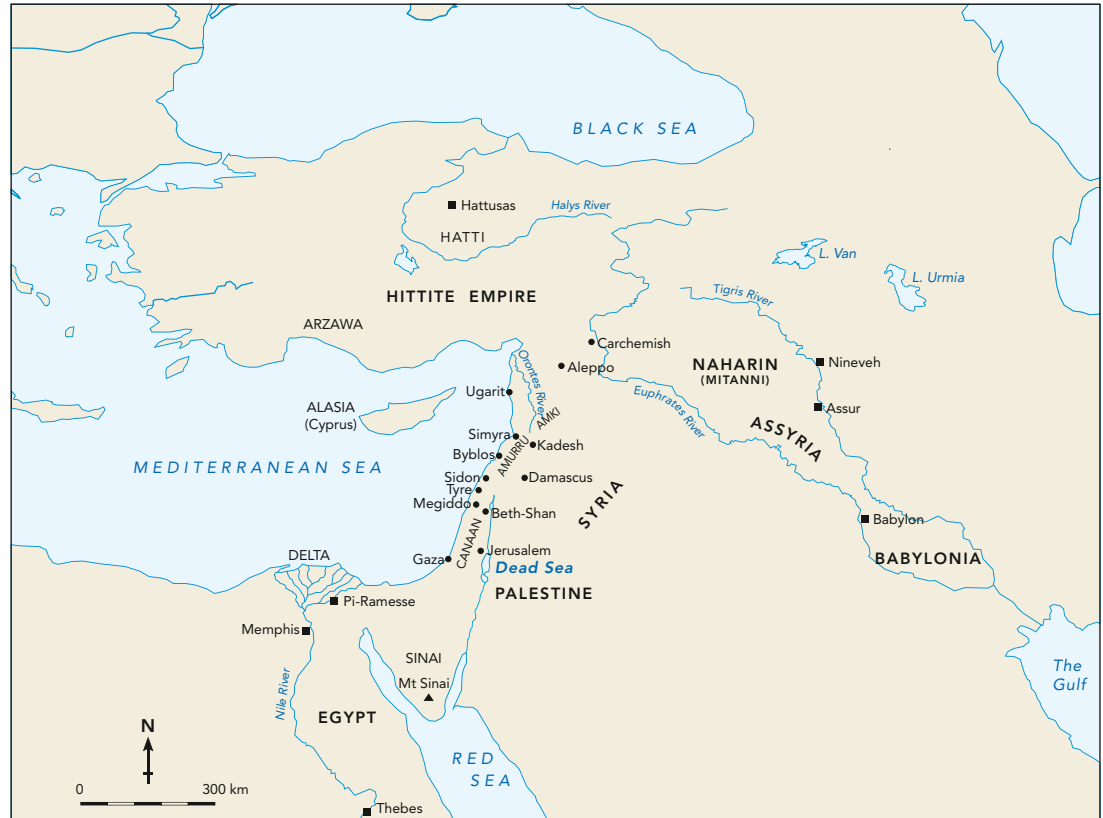 BLACK SEA
Hattusas
Halys River
HATTI
L. Van
L. Urmia
Tigris River
HITTITE EMPIRE
ARZAWA
Carchemish
Orontes River
Aleppo
NAHARIN
(MITANNI)
Nineveh
Ugarit
Euphrates River
ALASIA
(Cyprus)
AMKI
Assur
ASSYRIA
Simyra
Kadesh
AMURRU
Byblos
MEDITERRANEAN SEA
Sidon
Damascus
Tyre
SYRIA
Megiddo
Beth-Shan
Babylon
CANAAN
DELTA
Gaza
Jerusalem
BABYLONIA
Dead Sea
PALESTINE
Pi-Ramesse
Memphis
SINAI
Mt Sinai
The
Gulf
Nile River
EGYPT
N
RED
SEA
0 300 km
Thebes